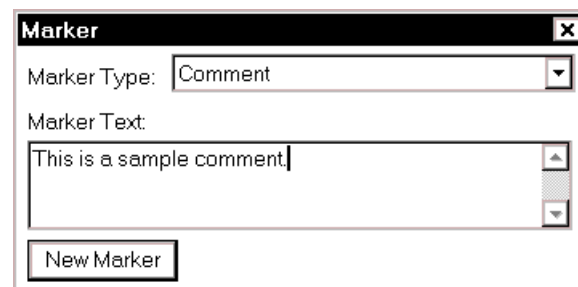 Marker
Marker Type: Comment
Marker Text:
This is a sample comment.
New Marker